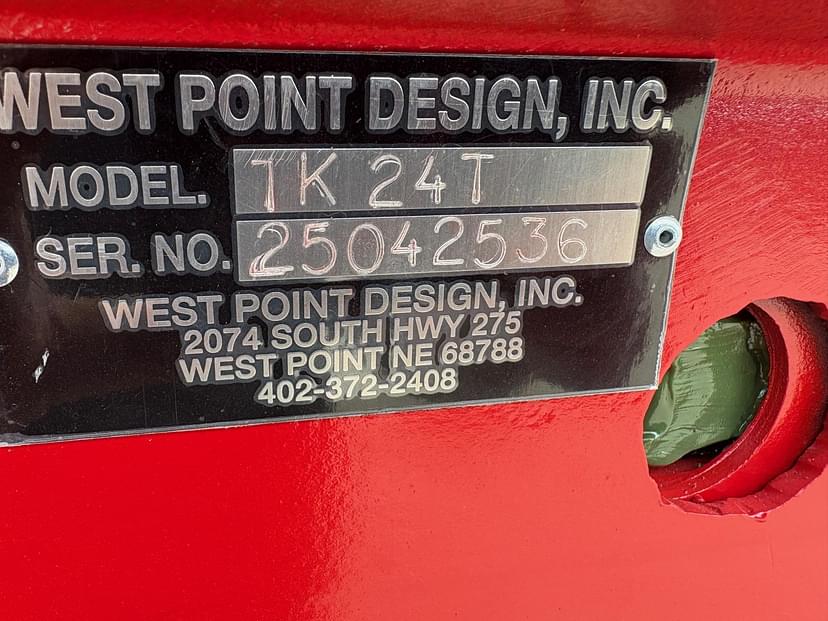 WEST POINT DESIGN, INC.
MODEL. TK 24T
SER. NO. 25042536
WEST POINT DESIGN, INC.
2074 SOUTH HWY 275
WEST POINT NE 68788
402-372-2408